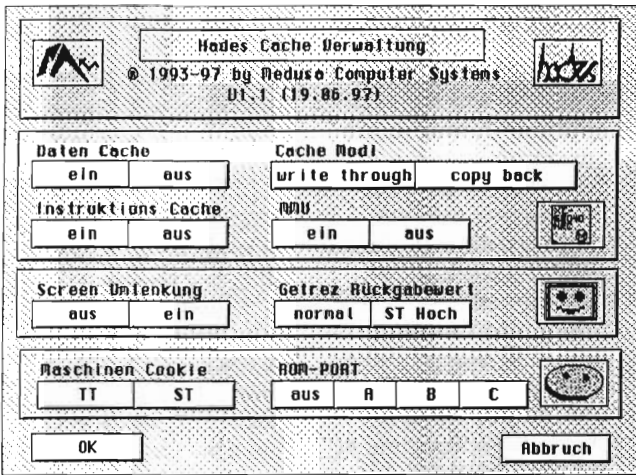 Hades Cache Verwaltung
© 1993-97 by Medusa Computer Systems
V1.1 (19.06.97)
hades
Daten Cache
Cache Modi
ein aus
write through copy back
Instruktions Cache
MMU
ein aus
ein aus
Screen Umlenkung
Getrez Rückgabewert
aus ein
normal ST Hoch
Maschinen Cookie
ROM-PORT
TT ST
aus A B C
OK
Abbruch